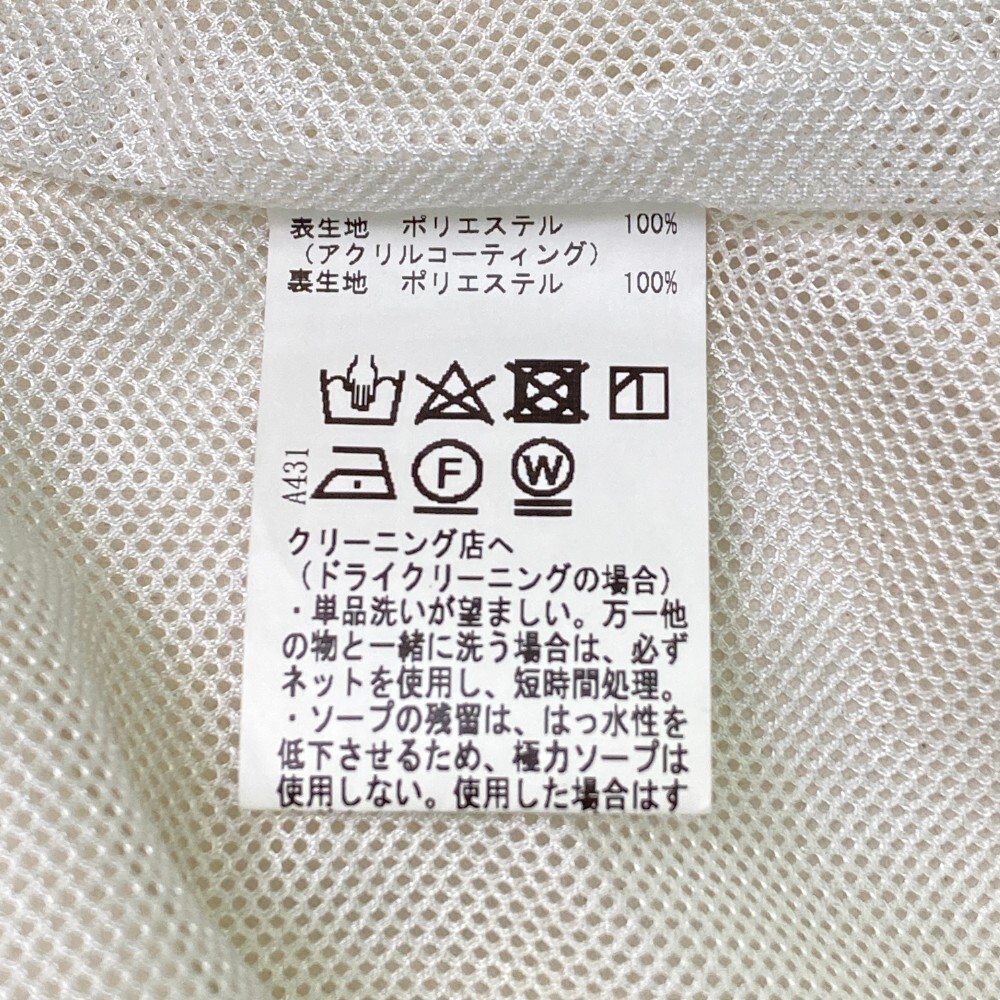 表生地 ポリエステル 100%
（アクリルコーティング）
裏生地 ポリエステル 100%
A431
F
W
クリーニング店へ
（ドライクリーニングの場合）
・単品洗いが望ましい。万一他
の物と一緒に洗う場合は、必ず
ネットを使用し、短時間処理。
・ソープの残留は、はっ水性を
低下させるため、極力ソープは
使用しない。使用した場合はす